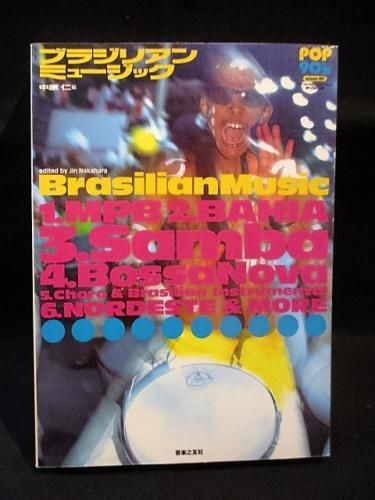 ブラジリアン
ミュージック
中原 仁編
POP
90's
edited by Jin Nakahara
BrasilianMusic
1.MPB 2.BAHIA
3.Samba
4.BossaNova
5.Choro & Brasilian Instrumental
6.NORDESTE & MORE
音楽之友社